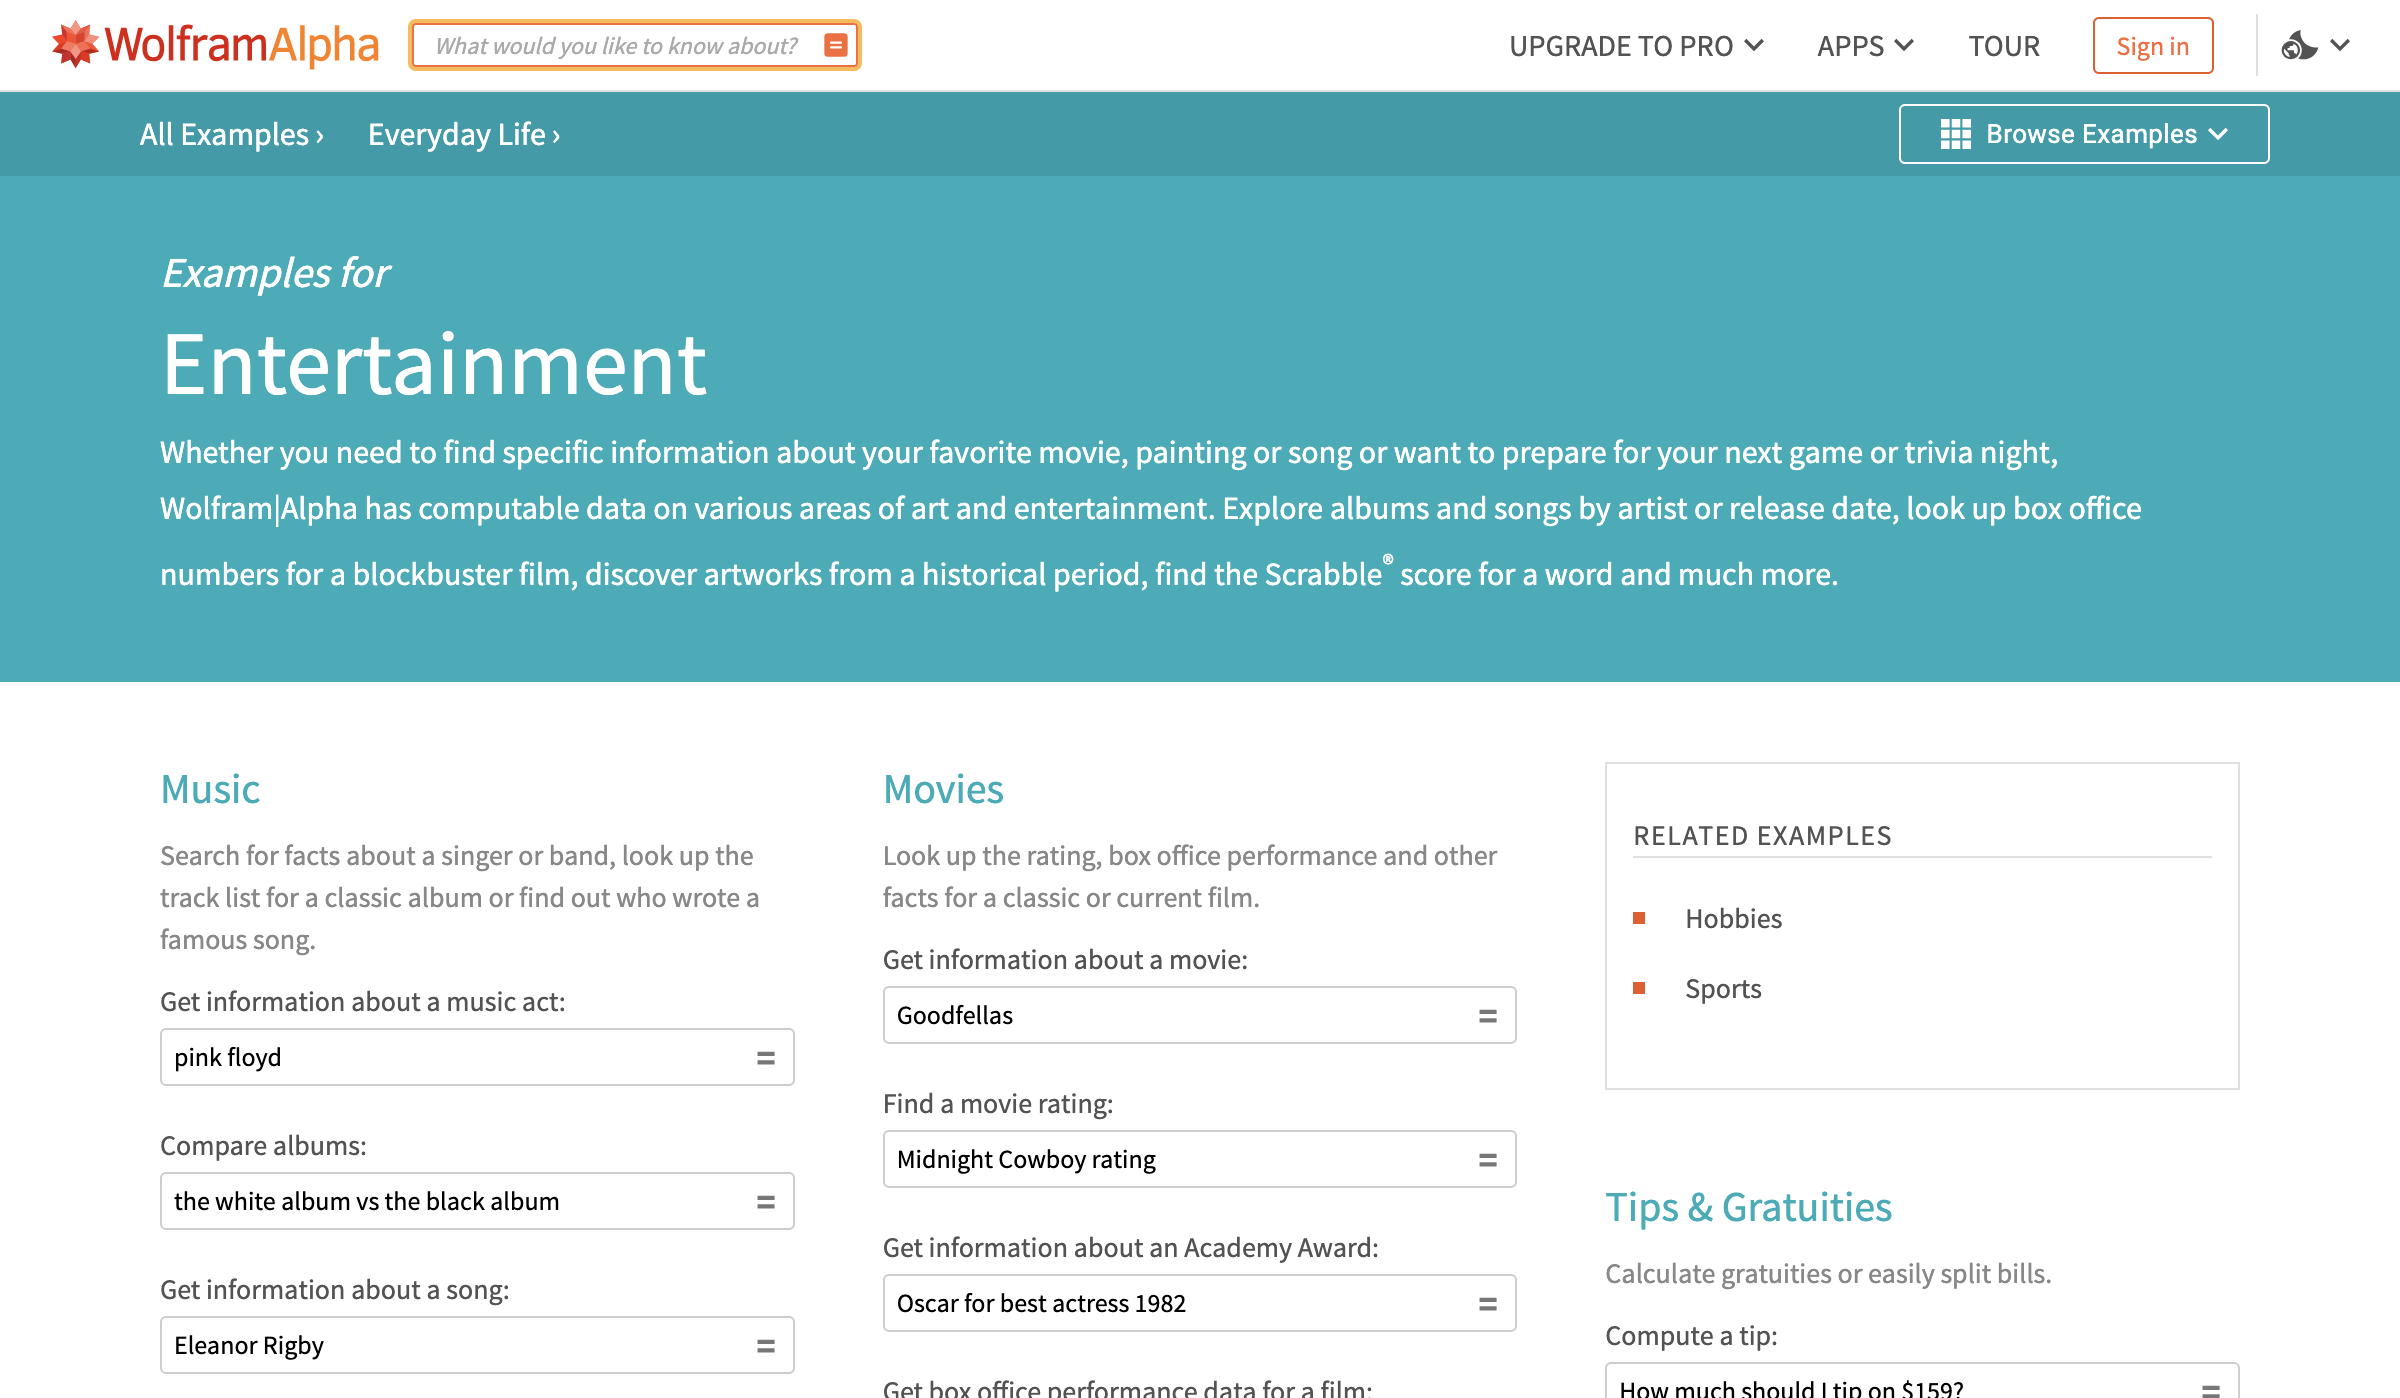 WolframAlpha
What would you like to know about?
UPGRADE TO PRO
APPS
TOUR
Sign in
All Examples ›
Everyday Life ›
Browse Examples
Examples for
Entertainment
Whether you need to find specific information about your favorite movie, painting or song or want to prepare for your next game or trivia night,
Wolfram|Alpha has computable data on various areas of art and entertainment. Explore albums and songs by artist or release date, look up box office
numbers for a blockbuster film, discover artworks from a historical period, find the Scrabble® score for a word and much more.
Music
Search for facts about a singer or band, look up the
track list for a classic album or find out who wrote a
famous song.
Get information about a music act:
pink floyd
Compare albums:
the white album vs the black album
Get information about a song:
Eleanor Rigby
Movies
Look up the rating, box office performance and other
facts for a classic or current film.
Get information about a movie:
Goodfellas
Find a movie rating:
Midnight Cowboy rating
Get information about an Academy Award:
Oscar for best actress 1982
Get box office performance data for a film:
RELATED EXAMPLES
Hobbies
Sports
Tips & Gratuities
Calculate gratuities or easily split bills.
Compute a tip:
How much should I tip on $159?